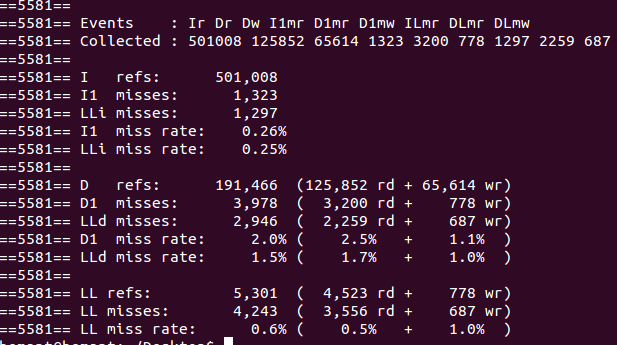 ==5581==
==5581== Events    : Ir Dr Dw I1mr D1mr D1mw ILmr DLmr DLmw
==5581== Collected : 501008 125852 65614 1323 3200 778 1297 2259 687
==5581==
==5581== I   refs:      501,008
==5581== I1  misses:      1,323
==5581== LLi misses:      1,297
==5581== I1  miss rate:    0.26%
==5581== LLi miss rate:    0.25%
==5581==
==5581== D   refs:      191,466  (125,852 rd + 65,614 wr)
==5581== D1  misses:      3,978  (  3,200 rd +    778 wr)
==5581== LLd misses:      2,946  (  2,259 rd +    687 wr)
==5581== D1  miss rate:     2.0% (    2.5%   +    1.1%  )
==5581== LLd miss rate:     1.5% (    1.7%   +    1.0%  )
==5581==
==5581== LL refs:         5,301  (  4,523 rd +    778 wr)
==5581== LL misses:       4,243  (  3,556 rd +    687 wr)
==5581== LL miss rate:      0.6% (    0.5%   +    1.0%  )